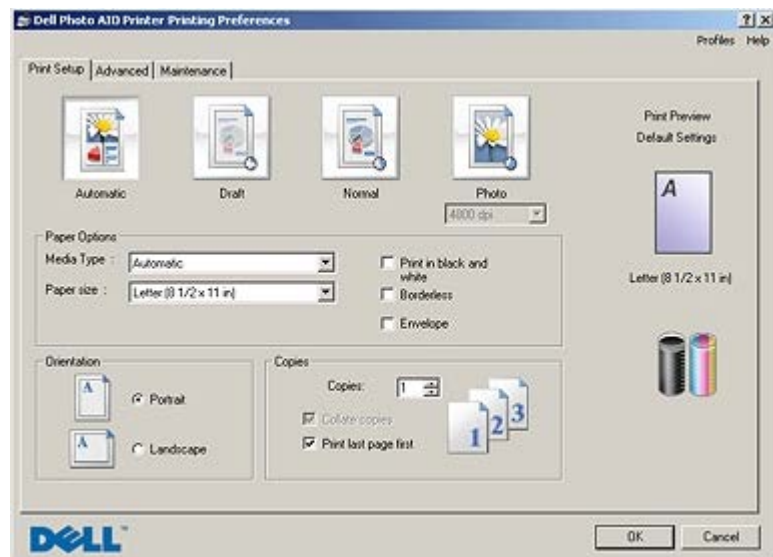 Dell Photo AIO Printer Printing Preferences
Profiles Help
Print Setup Advanced Maintenance
Automatic Draft Normal Photo
4800 dpi
Print Preview
Default Settings
A
Letter (8 1/2 x 11 in)
Paper Options
Media Type : Automatic
Paper size : Letter (8 1/2 x 11 in)
Print in black and
white
Borderless
Envelope
Orientation
A
Portrait
A
Landscape
Copies
Copies: 1
Collate copies
Print last page first
1 2 3
DELL™
OK Cancel